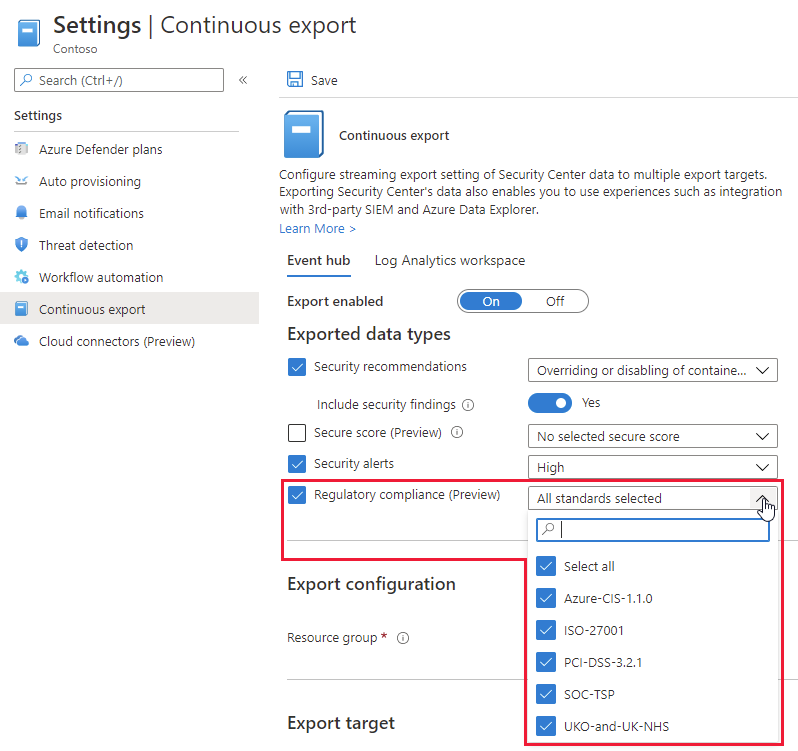 Settings | Continuous export
Contoso
Search (Ctrl+/)
«
Save
Settings
Azure Defender plans
Auto provisioning
Email notifications
Threat detection
Workflow automation
Continuous export
Cloud connectors (Preview)
Continuous export
Configure streaming export setting of Security Center data to multiple export targets.
Exporting Security Center's data also enables you to use experiences such as integration
with 3rd-party SIEM and Azure Data Explorer.
Learn More >
Event hub Log Analytics workspace
Export enabled On Off
Exported data types
Security recommendations Overriding or disabling of containe...
Include security findings Yes
Secure score (Preview) No selected secure score
Security alerts High
Regulatory compliance (Preview) All standards selected
Select all
Azure-CIS-1.1.0
ISO-27001
PCI-DSS-3.2.1
SOC-TSP
UKO-and-UK-NHS
Export configuration
Resource group *
Export target